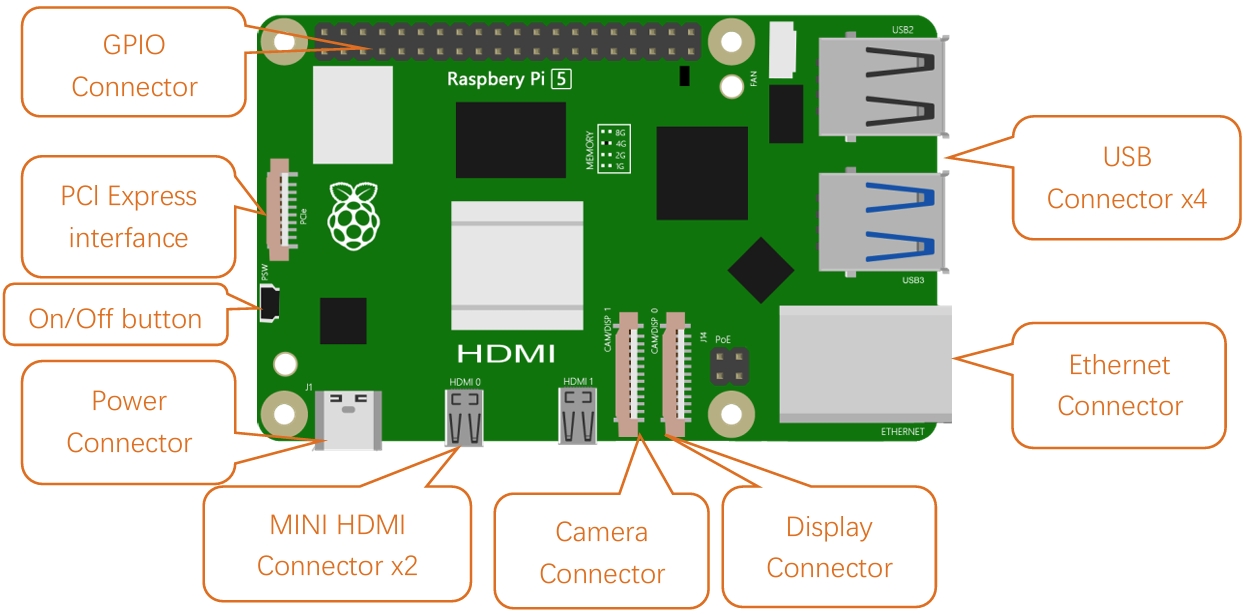 GPIO
Connector
USB2
Raspbery Pi 5
FAN
MEMORY
8G
4G
2G
1G
USB
Connector x4
PCI Express
interfance
PCIe
PSW
USB3
On/Off button
CAM/DISP 1
CAM/DISP 0
J14
PoE
HDMI
Ethernet
Connector
Power
Connector
J1
HDMI 0
HDMI 1
ETHERNET
MINI HDMI
Connector x2
Camera
Connector
Display
Connector